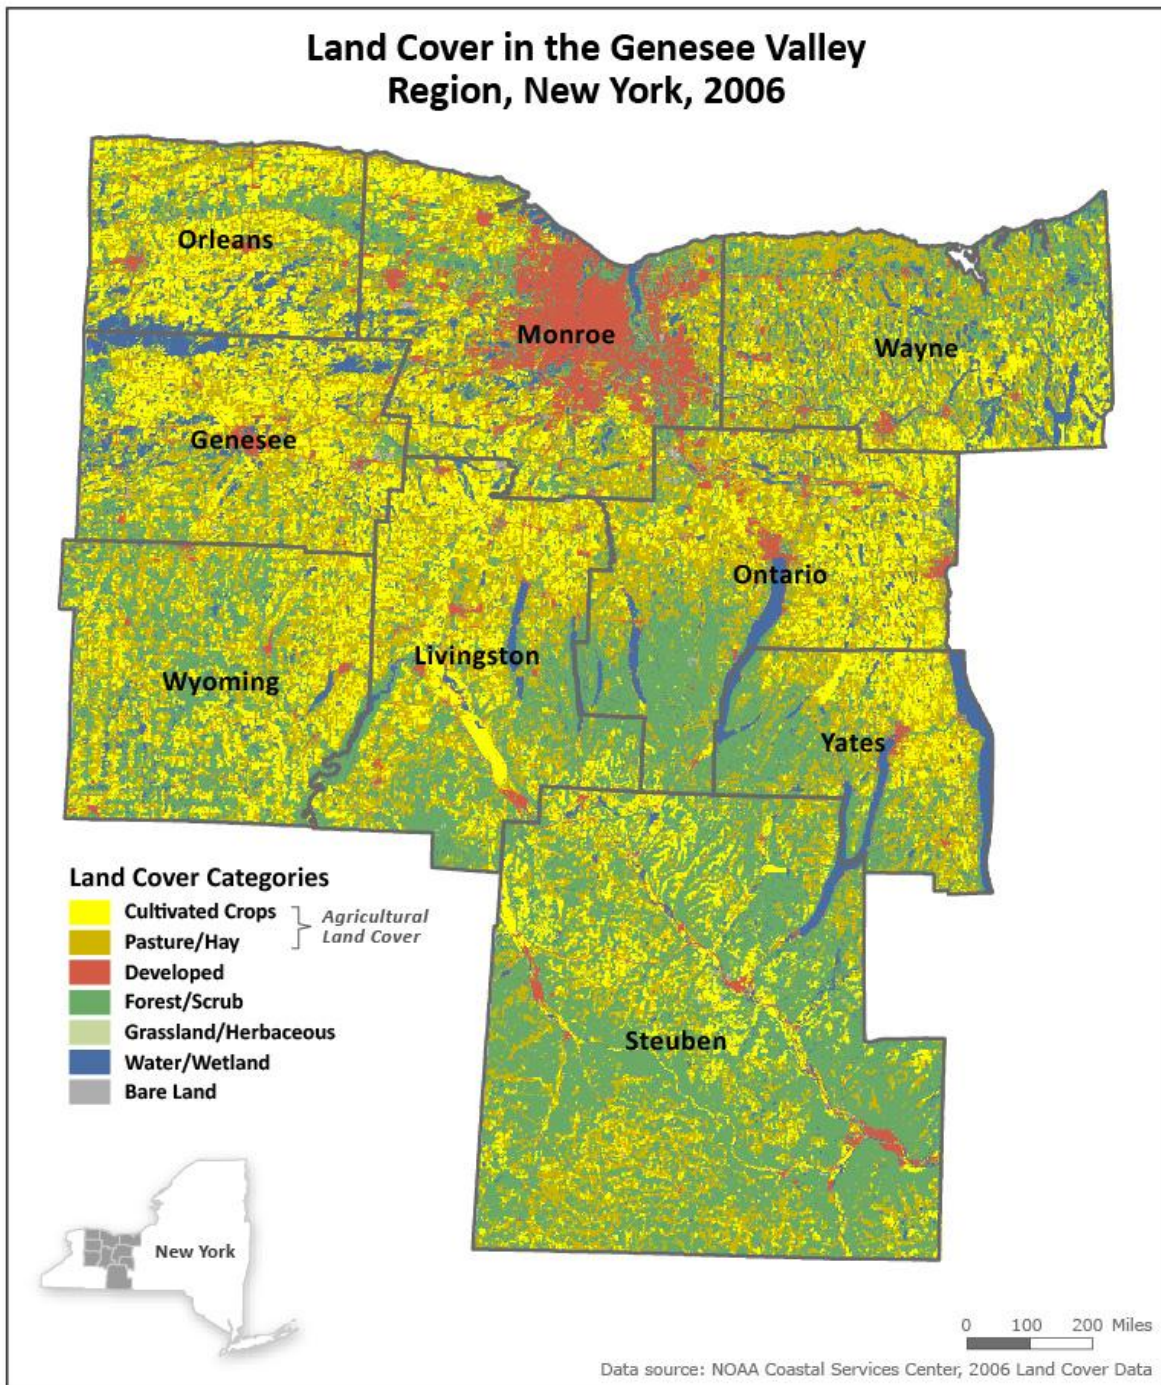 Land Cover in the Genesee Valley
Region, New York, 2006
Orleans
Monroe
Wayne
Genesee
Ontario
Livingston
Wyoming
Yates
Steuben
Land Cover Categories
Cultivated Crops
Pasture/Hay
Agricultural
Land Cover
Developed
Forest/Scrub
Grassland/Herbaceous
Water/Wetland
Bare Land
New York
0 100 200 Miles
Data source: NOAA Coastal Services Center, 2006 Land Cover Data